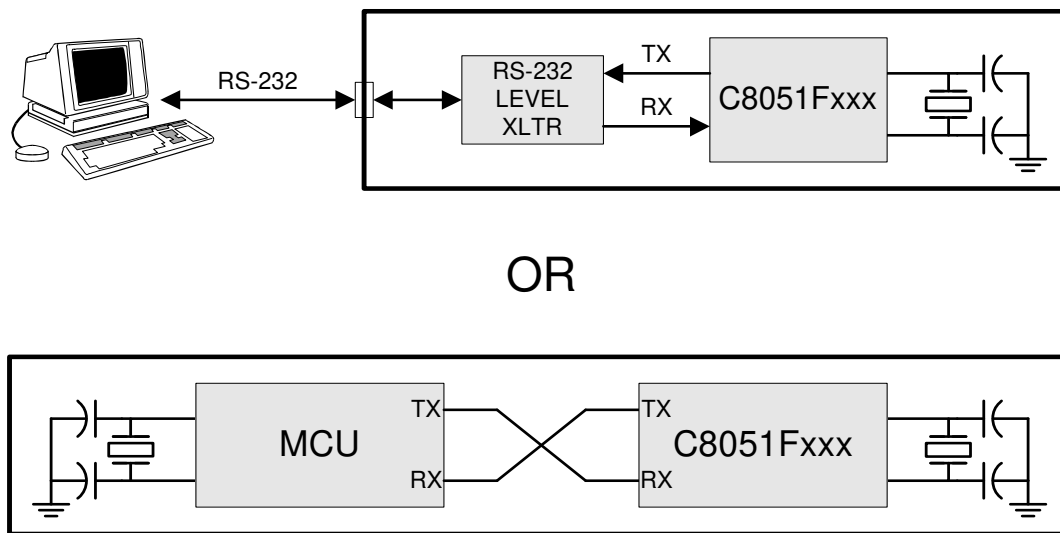 RS-232
RS-232
LEVEL
XLTR
TX
RX
C8051Fxxx
OR
MCU
TX
RX
TX
RX
C8051Fxxx